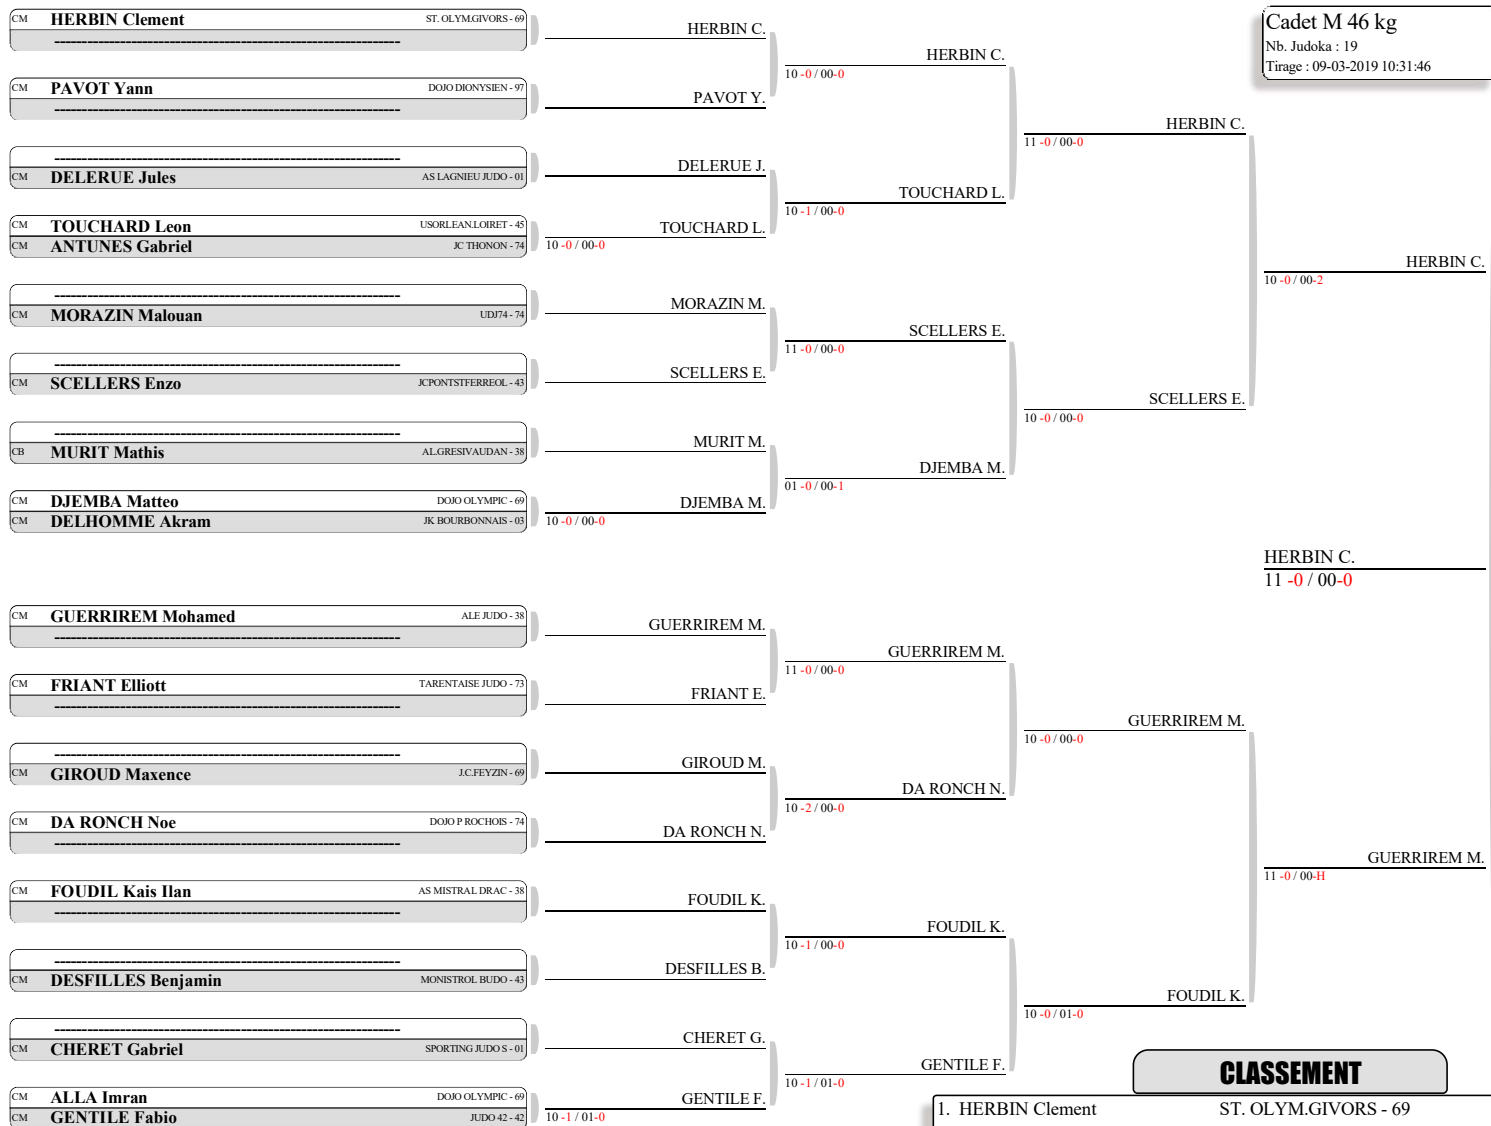 Cadet M 46 kg
Nb. Judoka : 19
Tirage : 09-03-2019 10:31:46
CM HERBIN Clement ST. OLYM.GIVORS - 69
----------------------------------------------------------------
CM PAVOT Yann DOJO DIONYSIEN - 97
----------------------------------------------------------------
----------------------------------------------------------------
CM DELERUE Jules AS LAGNIEU JUDO - 01
CM TOUCHARD Leon USORLEAN.LOIRET - 45
CM ANTUNES Gabriel JC THONON - 74
----------------------------------------------------------------
CM MORAZIN Malouan UDJ74 - 74
----------------------------------------------------------------
CM SCELLERS Enzo JCPONTSTFERREOL - 43
----------------------------------------------------------------
CB MURIT Mathis AL.GRESIVAUDAN - 38
CM DJEMBA Matteo DOJO OLYMPIC - 69
CM DELHOMME Akram JK BOURBONNAIS - 03
CM GUERRIREM Mohamed ALE JUDO - 38
----------------------------------------------------------------
CM FRIANT Elliott TARENTAISE JUDO - 73
----------------------------------------------------------------
----------------------------------------------------------------
CM GIROUD Maxence J.C.FEYZIN - 69
CM DA RONCH Noe DOJO P ROCHOIS - 74
----------------------------------------------------------------
CM FOUDIL Kais Ilan AS MISTRAL DRAC - 38
----------------------------------------------------------------
----------------------------------------------------------------
CM DESFILLES Benjamin MONISTROL BUDO - 43
----------------------------------------------------------------
CM CHERET Gabriel SPORTING JUDO S - 01
CM ALLA Imran DOJO OLYMPIC - 69
CM GENTILE Fabio JUDO 42 - 42
HERBIN C.
PAVOT Y.
DELERUE J.
TOUCHARD L.
10 -0 / 00-0
MORAZIN M.
SCELLERS E.
MURIT M.
DJEMBA M.
10 -0 / 00-0
GUERRIREM M.
FRIANT E.
GIROUD M.
DA RONCH N.
FOUDIL K.
DESFILLES B.
CHERET G.
GENTILE F.
10 -1 / 01-0
HERBIN C.
10 -0 / 00-0
TOUCHARD L.
10 -1 / 00-0
SCELLERS E.
11 -0 / 00-0
DJEMBA M.
01 -0 / 00-1
GUERRIREM M.
11 -0 / 00-0
DA RONCH N.
10 -2 / 00-0
FOUDIL K.
10 -1 / 00-0
GENTILE F.
10 -1 / 01-0
HERBIN C.
11 -0 / 00-0
SCELLERS E.
10 -0 / 00-0
GUERRIREM M.
10 -0 / 00-0
FOUDIL K.
10 -0 / 01-0
HERBIN C.
10 -0 / 00-2
GUERRIREM M.
11 -0 / 00-H
HERBIN C.
11 -0 / 00-0
CLASSEMENT
1. HERBIN Clement ST. OLYM.GIVORS - 69